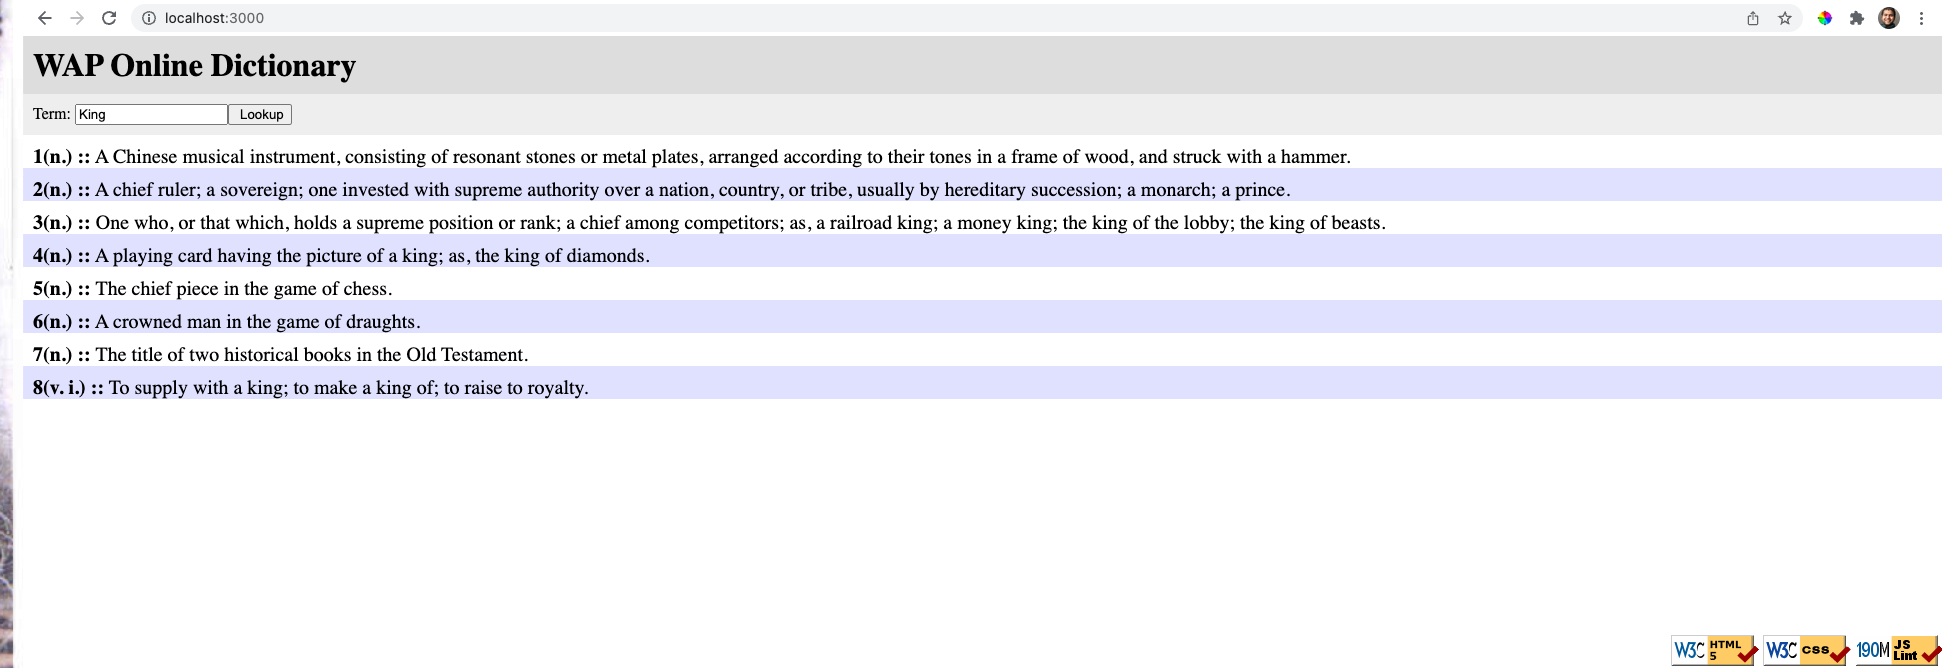 localhost:3000
WAP Online Dictionary
Term: King Lookup
1(n.) :: A Chinese musical instrument, consisting of resonant stones or metal plates, arranged according to their tones in a frame of wood, and struck with a hammer.
2(n.) :: A chief ruler; a sovereign; one invested with supreme authority over a nation, country, or tribe, usually by hereditary succession; a monarch; a prince.
3(n.) :: One who, or that which, holds a supreme position or rank; a chief among competitors; as, a railroad king; a money king; the king of the lobby; the king of beasts.
4(n.) :: A playing card having the picture of a king; as, the king of diamonds.
5(n.) :: The chief piece in the game of chess.
6(n.) :: A crowned man in the game of draughts.
7(n.) :: The title of two historical books in the Old Testament.
8(v. i.) :: To supply with a king; to make a king of; to raise to royalty.
W3C HTML 5 W3C css 190M JS Lint